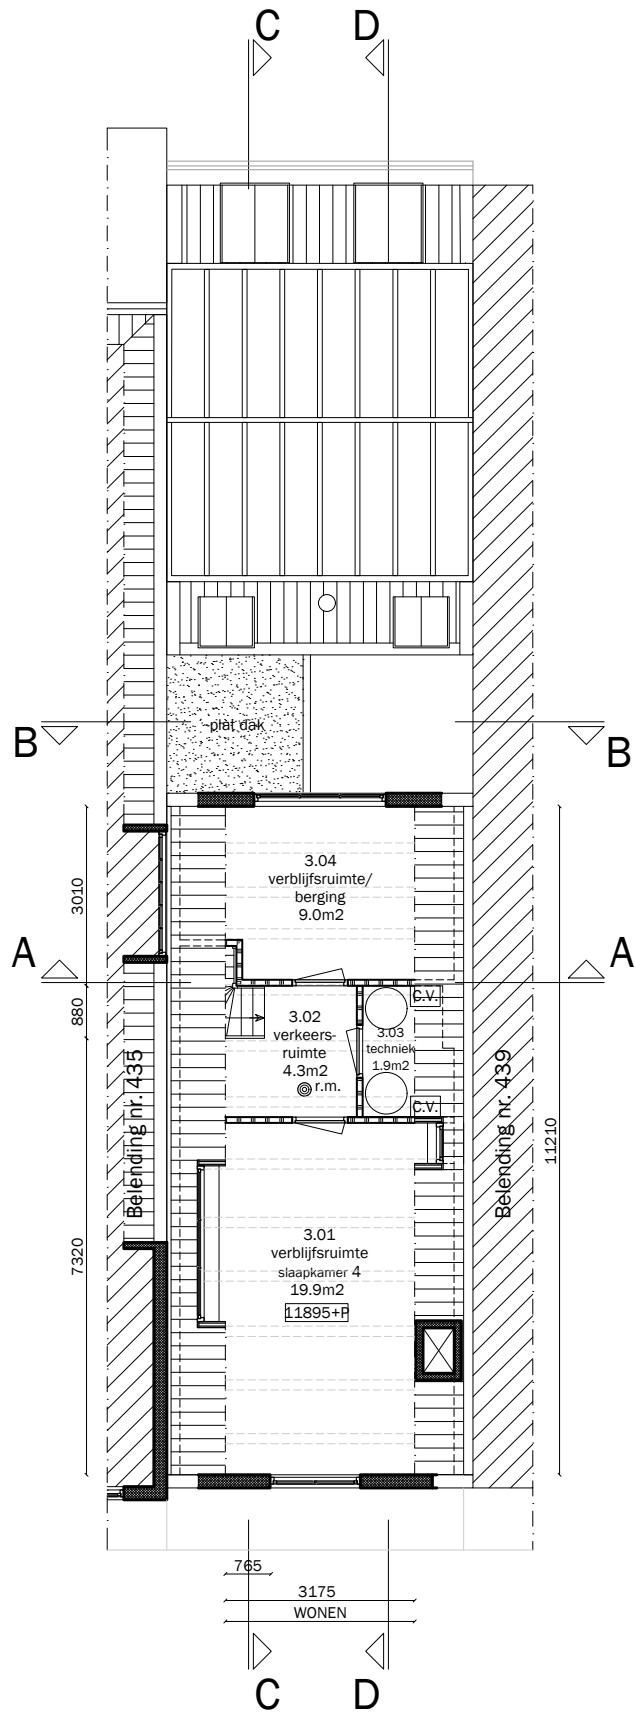 C D
plat dak
B B
3.04
verblijfsruimte/
berging
9.0m2
3010
A A
C.V.
3.02
verkeers-
ruimte
4.3m2
r.m.
3.03
techniek
1.9m2
880
C.V.
Belending nr. 435
Belending nr. 439
11210
7320
3.01
verblijfsruimte
slaapkamer 4
19.9m2
11895+P
765
3175
WONEN
C D